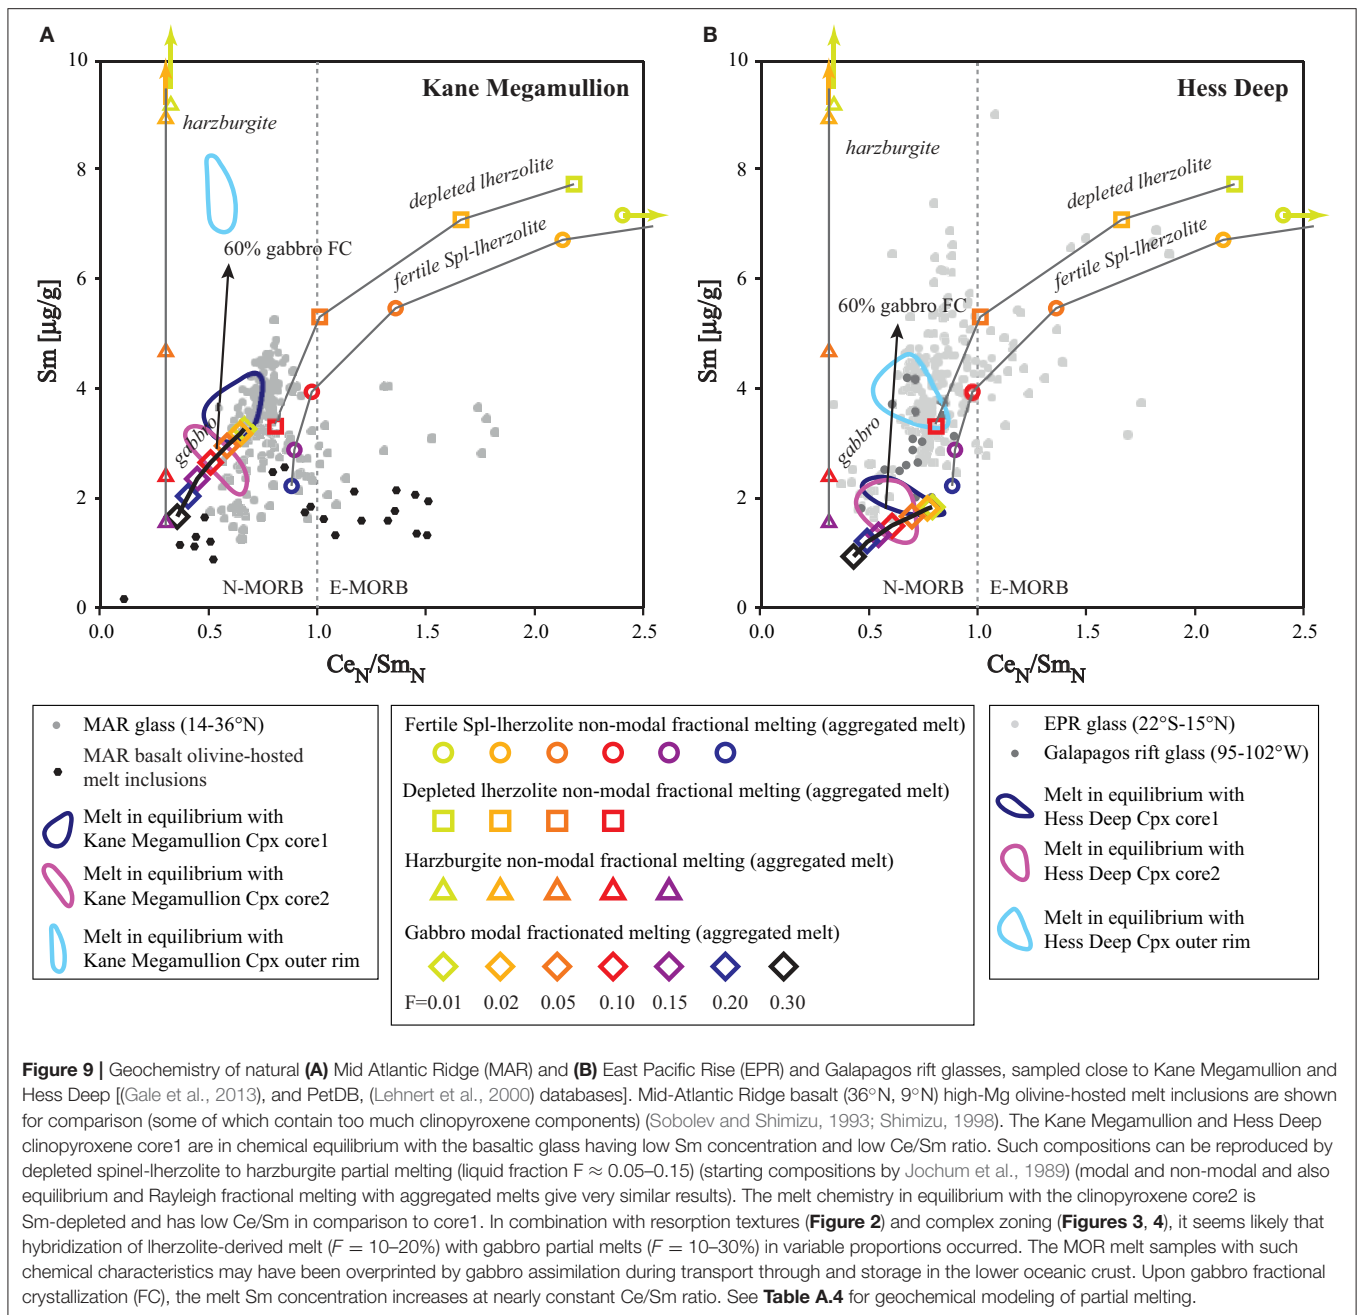 A
B
Kane Megamullion
Hess Deep
10
8
6
4
2
0
Sm [µg/g]
harzburgite
depleted lherzolite
fertile Spl-lherzolite
60% gabbro FC
gabbro
N-MORB
E-MORB
0.0
0.5
1.0
1.5
2.0
2.5
CeN/SmN
10
8
6
4
2
0
Sm [µg/g]
harzburgite
depleted lherzolite
fertile Spl-lherzolite
60% gabbro FC
gabbro
N-MORB
E-MORB
0.0
0.5
1.0
1.5
2.0
2.5
CeN/SmN
MAR glass (14-36°N)
MAR basalt olivine-hosted
melt inclusions
Melt in equilibrium with
Kane Megamullion Cpx core1
Melt in equilibrium with
Kane Megamullion Cpx core2
Melt in equilibrium with
Kane Megamullion Cpx outer rim
Fertile Spl-lherzolite non-modal fractional melting (aggregated melt)
Depleted lherzolite non-modal fractional melting (aggregated melt)
Harzburgite non-modal fractional melting (aggregated melt)
Gabbro modal fractionated melting (aggregated melt)
F=0.01 0.02 0.05 0.10 0.15 0.20 0.30
EPR glass (22°S-15°N)
Galapagos rift glass (95-102°W)
Melt in equilibrium with
Hess Deep Cpx core1
Melt in equilibrium with
Hess Deep Cpx core2
Melt in equilibrium with
Hess Deep Cpx outer rim
Figure 9 | Geochemistry of natural (A) Mid Atlantic Ridge (MAR) and (B) East Pacific Rise (EPR) and Galapagos rift glasses, sampled close to Kane Megamullion and
Hess Deep [(Gale et al., 2013), and PetDB, (Lehnert et al., 2000) databases]. Mid-Atlantic Ridge basalt (36°N, 9°N) high-Mg olivine-hosted melt inclusions are shown
for comparison (some of which contain too much clinopyroxene components) (Sobolev and Shimizu, 1993; Shimizu, 1998). The Kane Megamullion and Hess Deep
clinopyroxene core1 are in chemical equilibrium with the basaltic glass having low Sm concentration and low Ce/Sm ratio. Such compositions can be reproduced by
depleted spinel-lherzolite to harzburgite partial melting (liquid fraction F ≈ 0.05–0.15) (starting compositions by Jochum et al., 1989) (modal and non-modal and also
equilibrium and Rayleigh fractional melting with aggregated melts give very similar results). The melt chemistry in equilibrium with the clinopyroxene core2 is
Sm-depleted and has low Ce/Sm in comparison to core1. In combination with resorption textures (Figure 2) and complex zoning (Figures 3, 4), it seems likely that
hybridization of lherzolite-derived melt (F = 10–20%) with gabbro partial melts (F = 10–30%) in variable proportions occurred. The MOR melt samples with such
chemical characteristics may have been overprinted by gabbro assimilation during transport through and storage in the lower oceanic crust. Upon gabbro fractional
crystallization (FC), the melt Sm concentration increases at nearly constant Ce/Sm ratio. See Table A.4 for geochemical modeling of partial melting.